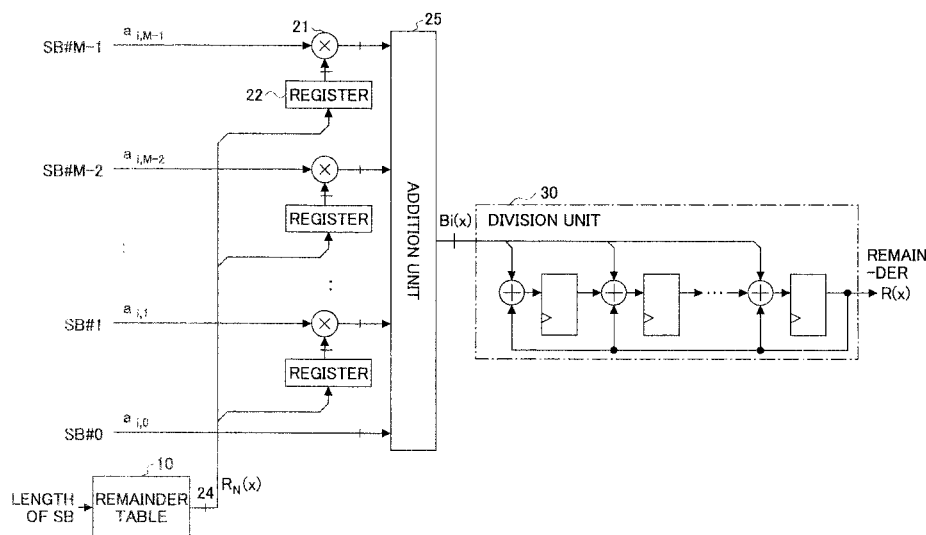 25
SB#M-1
a i,M-1
21
22
REGISTER
SB#M-2
a i,M-2
REGISTER
ADDITION UNIT
Bi(x)
30
DIVISION UNIT
REMAIN
-DER
R(x)
SB#1
a i,1
REGISTER
SB#0
a i,0
10
24
RN(x)
LENGTH
OF SB
REMAINDER
TABLE